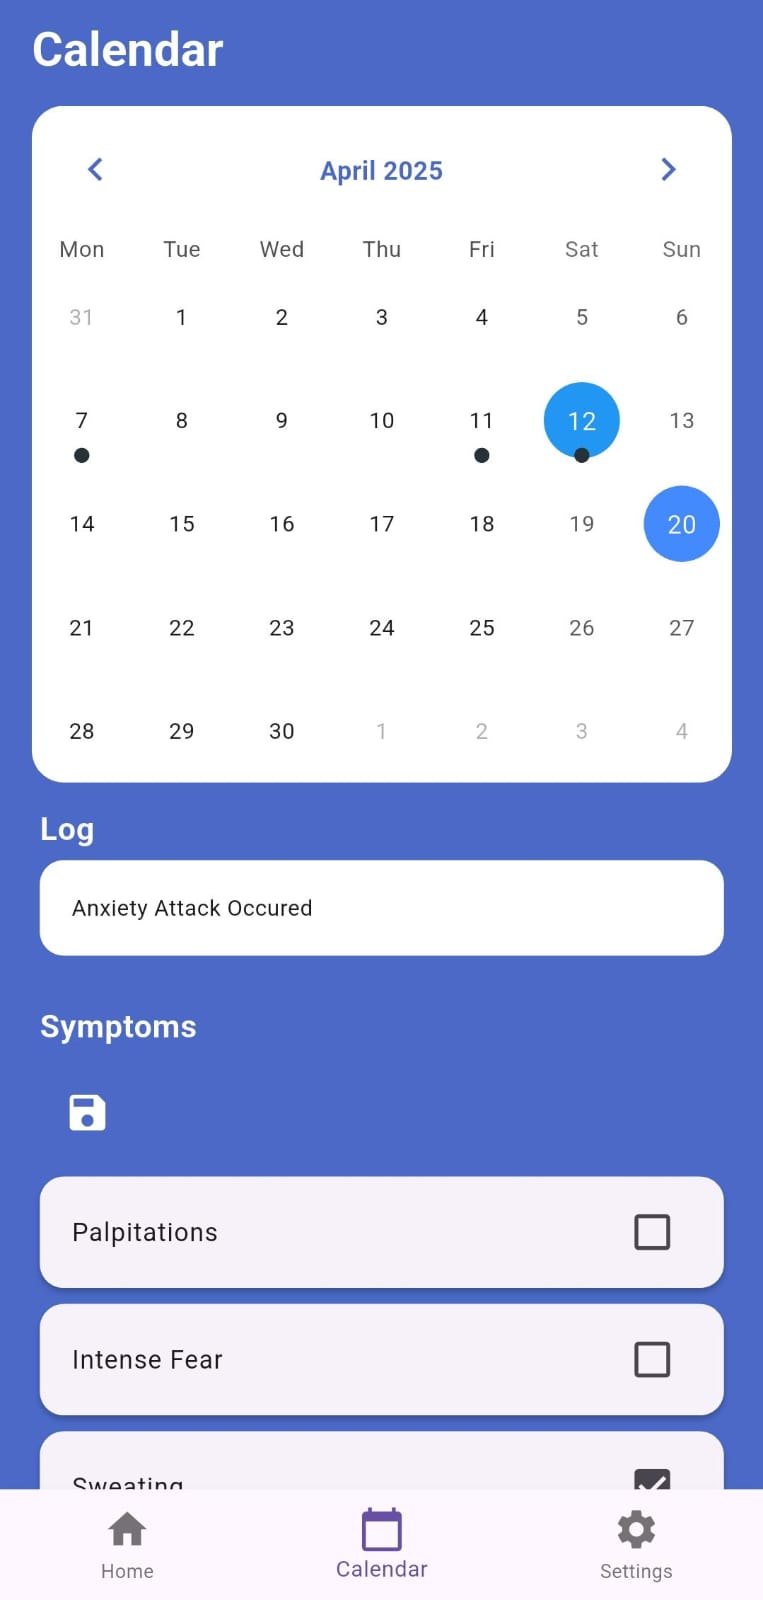 Calendar
April 2025
Mon Tue Wed Thu Fri Sat Sun
31 1 2 3 4 5 6
7 8 9 10 11 12 13
14 15 16 17 18 19 20
21 22 23 24 25 26 27
28 29 30 1 2 3 4
Log
Anxiety Attack Occured
Symptoms
Palpitations
Intense Fear
Sweating
Home Calendar Settings